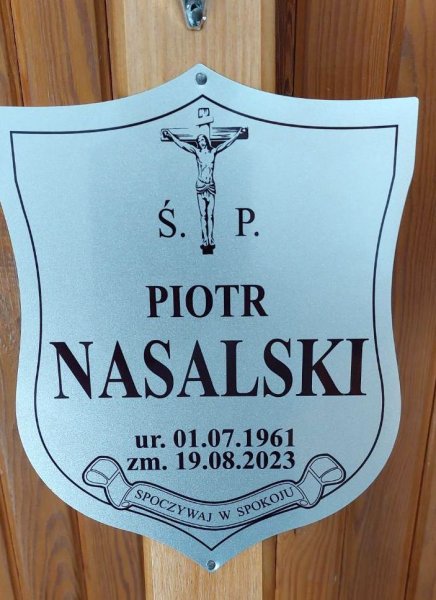 Ś. P.
PIOTR
NASALSKI
ur. 01.07.1961
zm. 19.08.2023
SPOCZYWAJ W SPOKOJU